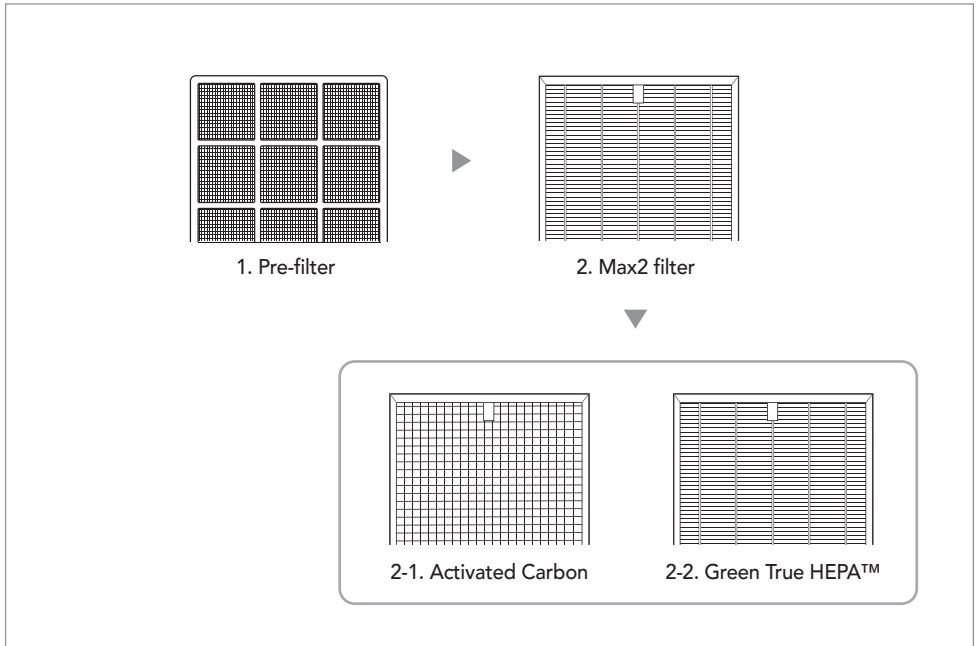 1. Pre-filter
2. Max2 filter
2-1. Activated Carbon
2-2. Green True HEPA™